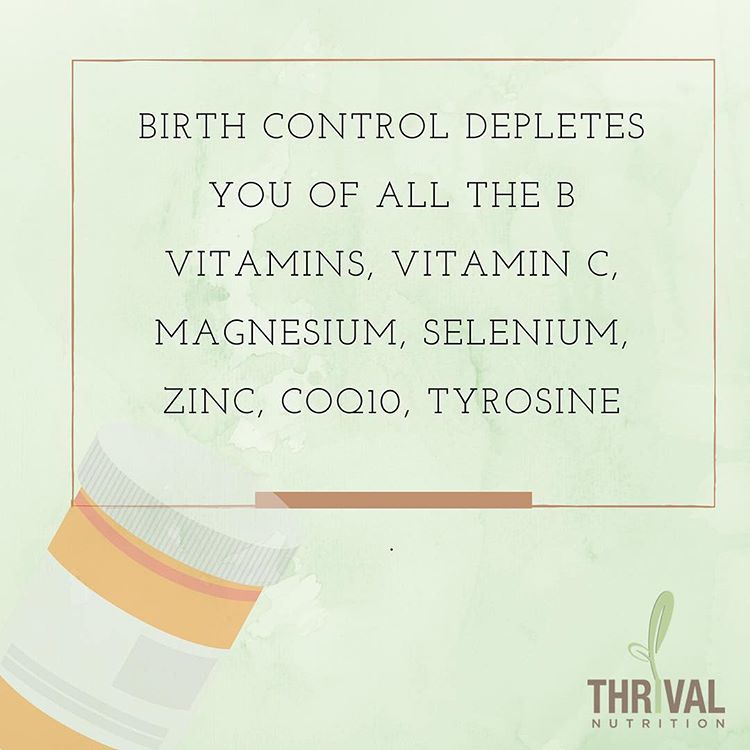 BIRTH CONTROL DEPLETES
YOU OF ALL THE B
VITAMINS, VITAMIN C,
MAGNESIUM, SELENIUM,
ZINC, COQ10, TYROSINE
.
THRIVAL
NUTRITION